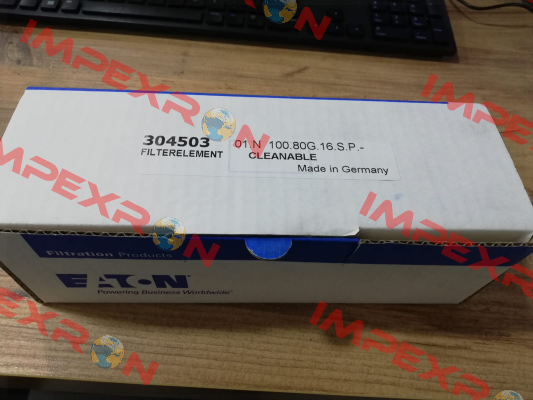 304503 01.N 100.80G.16.S.P.-
FILTERELEMENT CLEANABLE
Made in Germany
Filtration Products
EATON
Powering Business Worldwide
IMPEXRON
IMPEXRON
IMPEXRON
IMPEXRON
IMPEXRON